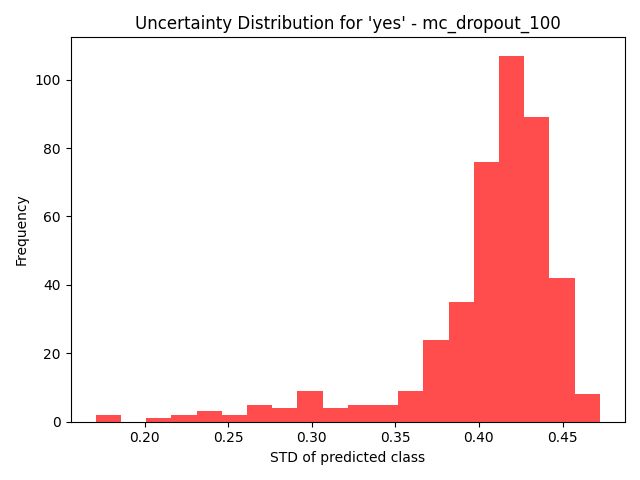 Uncertainty Distribution for 'yes' - mc_dropout_100
Frequency
100
80
60
40
20
0
0.20 0.25 0.30 0.35 0.40 0.45
STD of predicted class